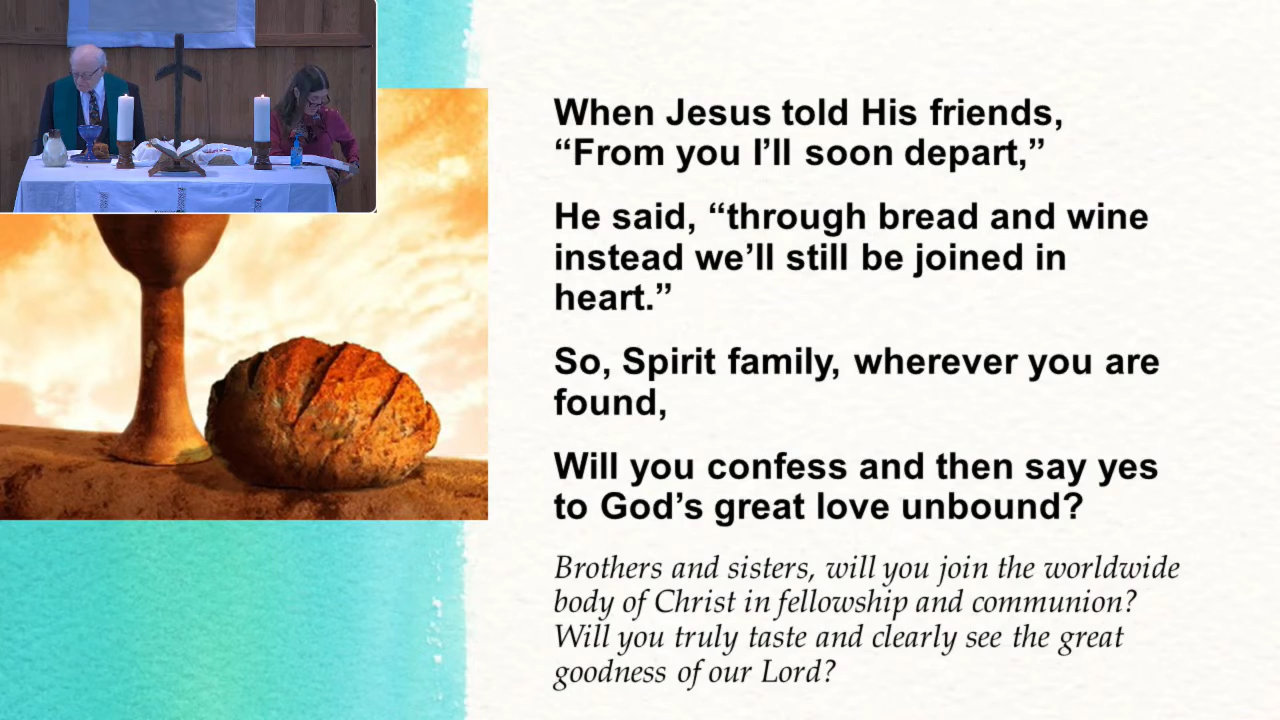 When Jesus told His friends,
“From you I’ll soon depart,”
He said, “through bread and wine
instead we’ll still be joined in
heart.”
So, Spirit family, wherever you are
found,
Will you confess and then say yes
to God’s great love unbound?
Brothers and sisters, will you join the worldwide
body of Christ in fellowship and communion?
Will you truly taste and clearly see the great
goodness of our Lord?